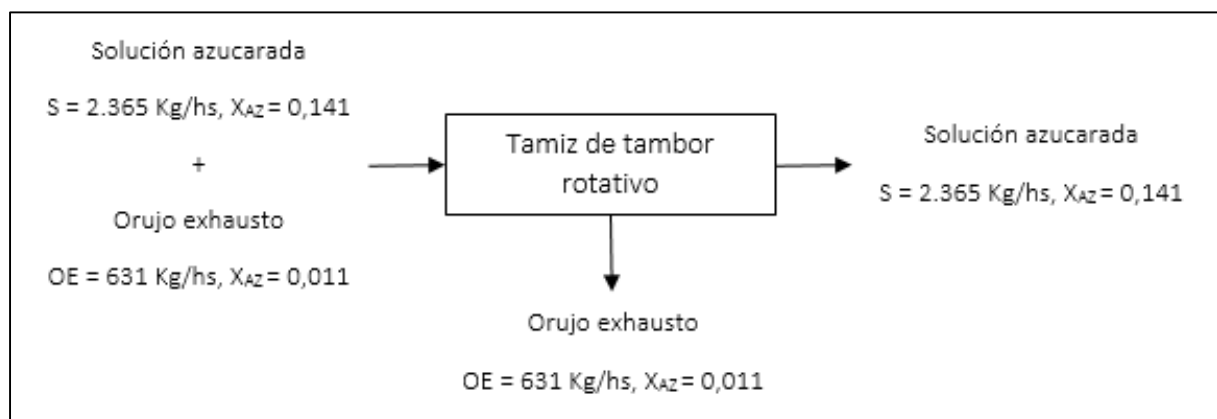 Solución azucarada
S = 2.365 Kg/hs, XAZ = 0,141
+
Orujo exhausto
OE = 631 Kg/hs, XAZ = 0,011
Tamiz de tambor
rotativo
Solución azucarada
S = 2.365 Kg/hs, XAZ = 0,141
Orujo exhausto
OE = 631 Kg/hs, XAZ = 0,011